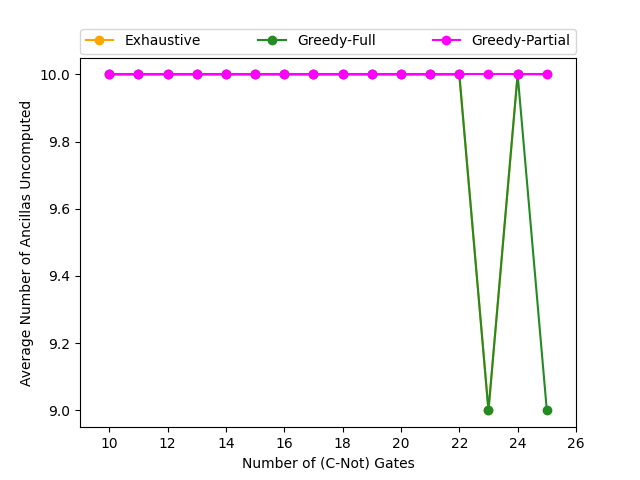 Exhaustive Greedy-Full Greedy-Partial
10.0
9.8
9.6
9.4
9.2
9.0
Average Number of Ancillas Uncomputed
10 12 14 16 18 20 22 24 26
Number of (C-Not) Gates